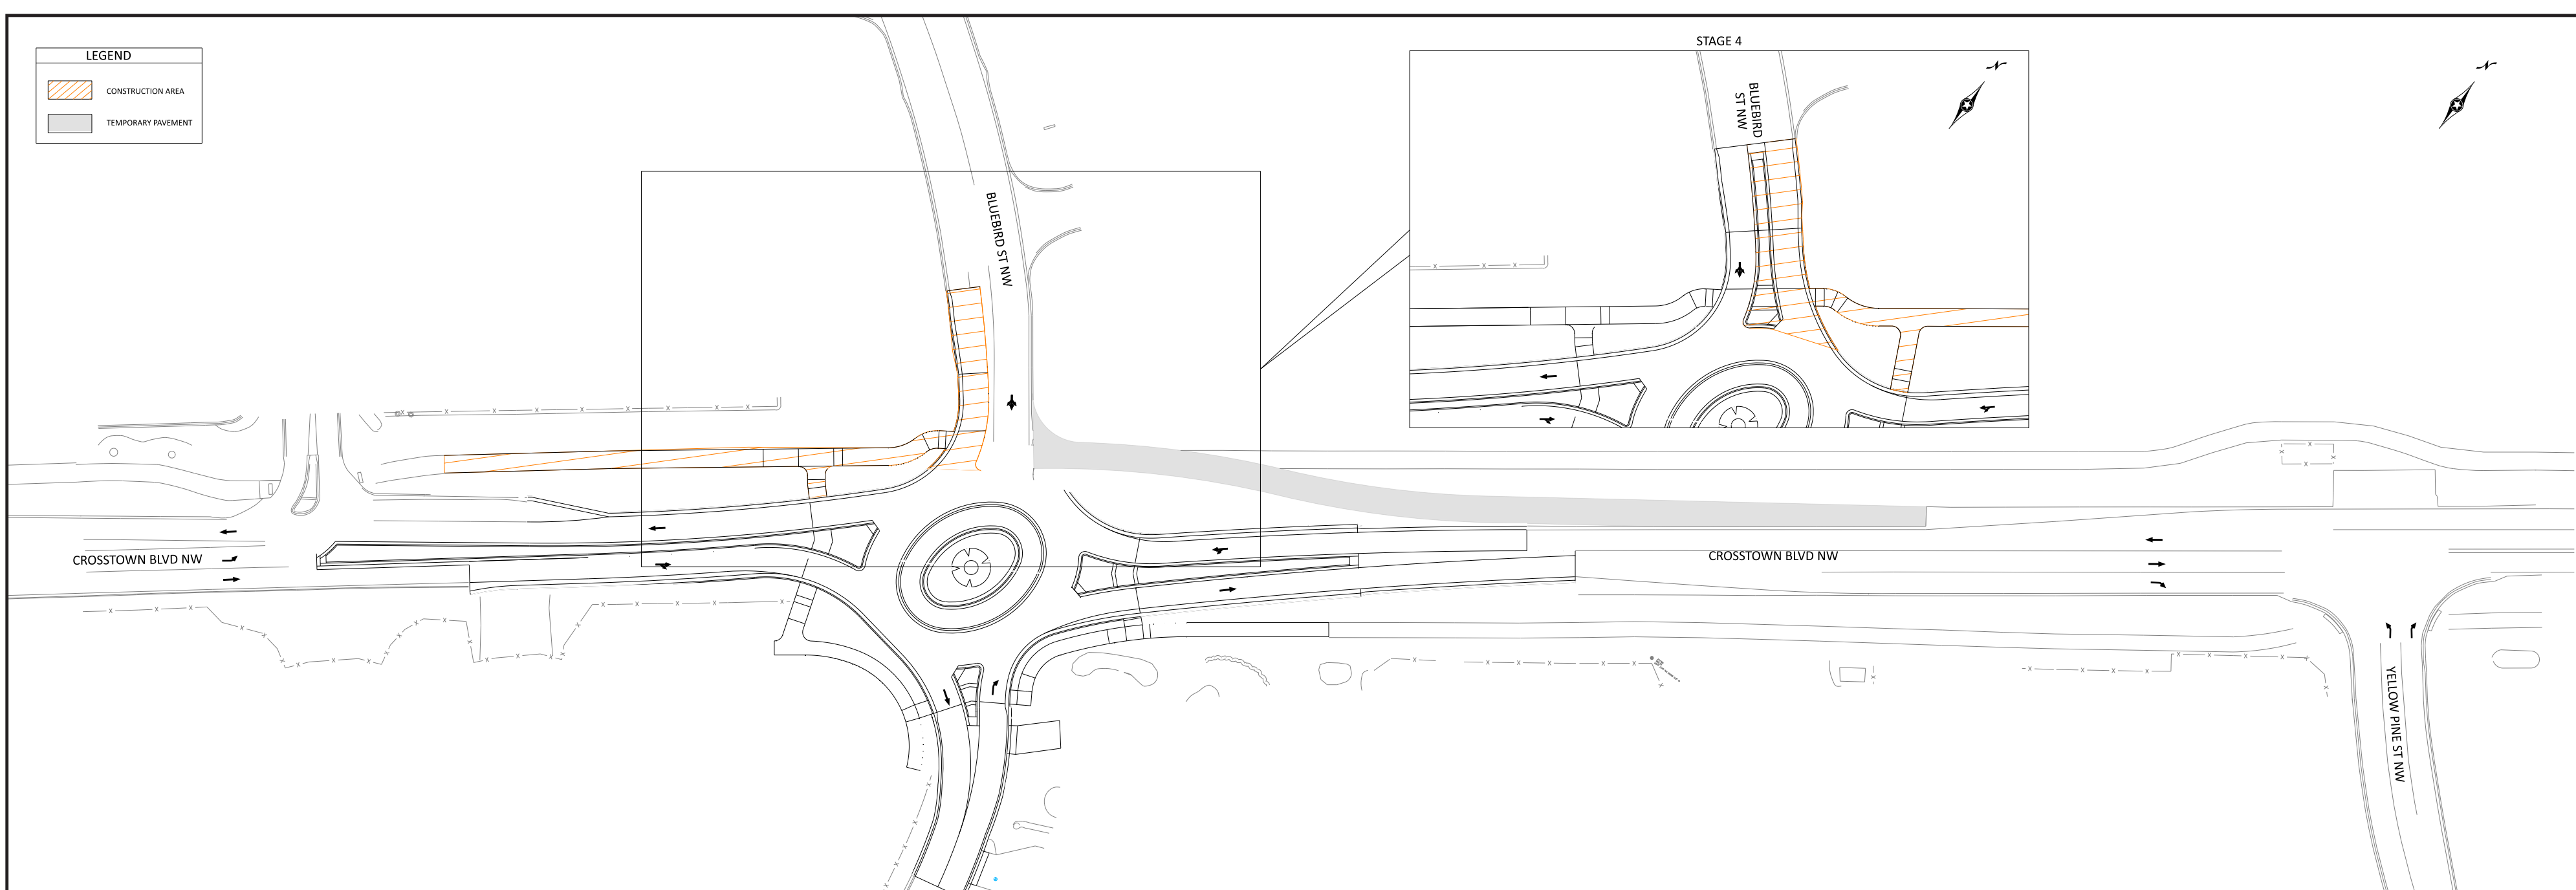 LEGEND
CONSTRUCTION AREA
TEMPORARY PAVEMENT
STAGE 4
N
N
BLUEBIRD
ST NW
BLUEBIRD ST NW
CROSSTOWN BLVD NW
CROSSTOWN BLVD NW
YELLOW PINE ST NW